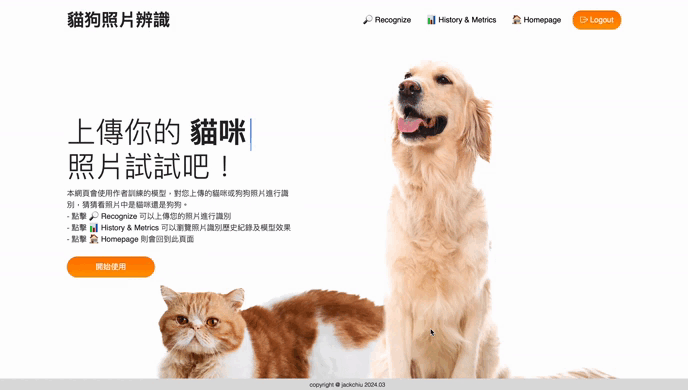 貓狗照片辨識
🔎 Recognize
📊 History & Metrics
🏠 Homepage
Logout
上傳你的 貓咪
照片試試吧！
本網頁會使用作者訓練的模型，對您上傳的貓咪或狗狗照片進行識
別，猜猜看照片中是貓咪還是狗狗。
- 點擊 🔎 Recognize 可以上傳您的照片進行識別
- 點擊 📊 History & Metrics 可以瀏覽照片識別歷史紀錄及模型效果
- 點擊 🏠 Homepage 則會回到此頁面
開始使用
copyright @ jackchiu 2024.03